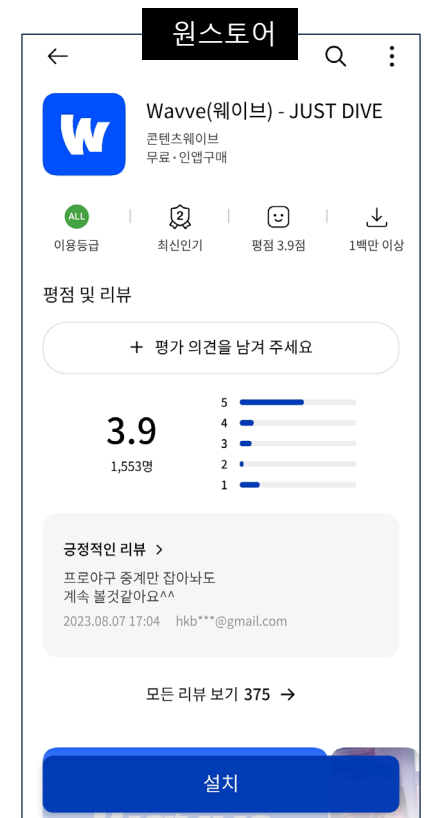 원스토어
Wavve(웨이브) - JUST DIVE
콘텐츠웨이브
무료·인앱구매
ALL
2
이용등급
최신인기
평점 3.9점
1백만 이상
평점 및 리뷰
+ 평가 의견을 남겨 주세요
3.9
1,553명
5
4
3
2
1
긍정적인 리뷰 >
프로야구 중계만 잡아놔도
계속 볼것같아요^^
2023.08.07 17:04 hkb***@gmail.com
모든 리뷰 보기 375 →
설치